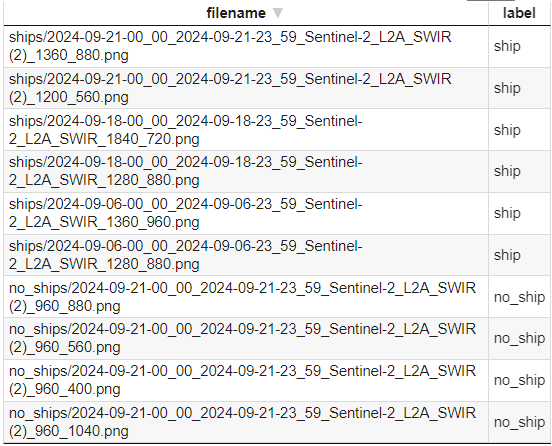 filename ▼ label
ships/2024-09-21-00_00_2024-09-21-23_59_Sentinel-2_L2A_SWIR
(2)_1360_880.png
ship
ships/2024-09-21-00_00_2024-09-21-23_59_Sentinel-2_L2A_SWIR
(2)_1200_560.png
ship
ships/2024-09-18-00_00_2024-09-18-23_59_Sentinel-
2_L2A_SWIR_1840_720.png
ship
ships/2024-09-18-00_00_2024-09-18-23_59_Sentinel-
2_L2A_SWIR_1280_880.png
ship
ships/2024-09-06-00_00_2024-09-06-23_59_Sentinel-
2_L2A_SWIR_1360_960.png
ship
ships/2024-09-06-00_00_2024-09-06-23_59_Sentinel-
2_L2A_SWIR_1280_880.png
ship
no_ships/2024-09-21-00_00_2024-09-21-23_59_Sentinel-2_L2A_SWIR
(2)_960_880.png
no_ship
no_ships/2024-09-21-00_00_2024-09-21-23_59_Sentinel-2_L2A_SWIR
(2)_960_560.png
no_ship
no_ships/2024-09-21-00_00_2024-09-21-23_59_Sentinel-2_L2A_SWIR
(2)_960_400.png
no_ship
no_ships/2024-09-21-00_00_2024-09-21-23_59_Sentinel-2_L2A_SWIR
(2)_960_1040.png
no_ship